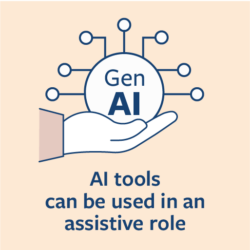 Gen
AI
AI tools
can be used in an
assistive role